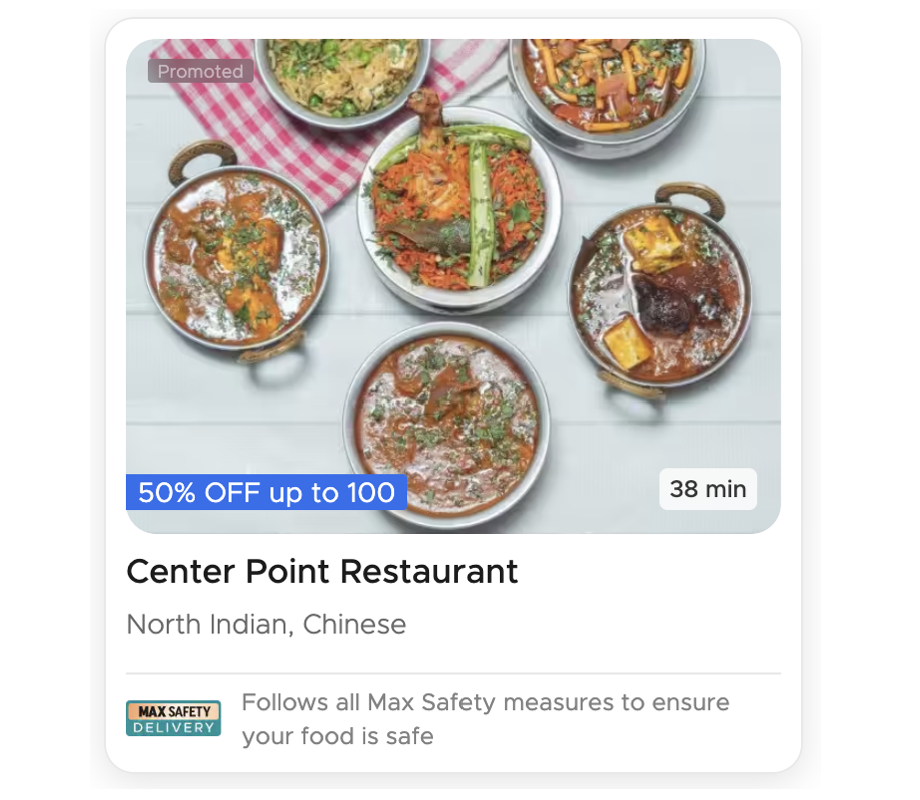 Promoted
50% OFF up to 100
38 min
Center Point Restaurant
North Indian, Chinese
MAX SAFETY
DELIVERY
Follows all Max Safety measures to ensure
your food is safe